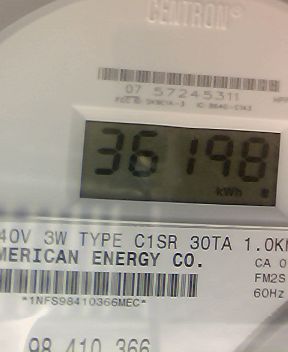 CENTRON®
07 57245311
36198
kWh
40V 3W TYPE C1SR 30TA 1.0K
MERICAN ENERGY CO.
CA 0
FM2S
60Hz
*1NFS98410366MEC*
98 410 366